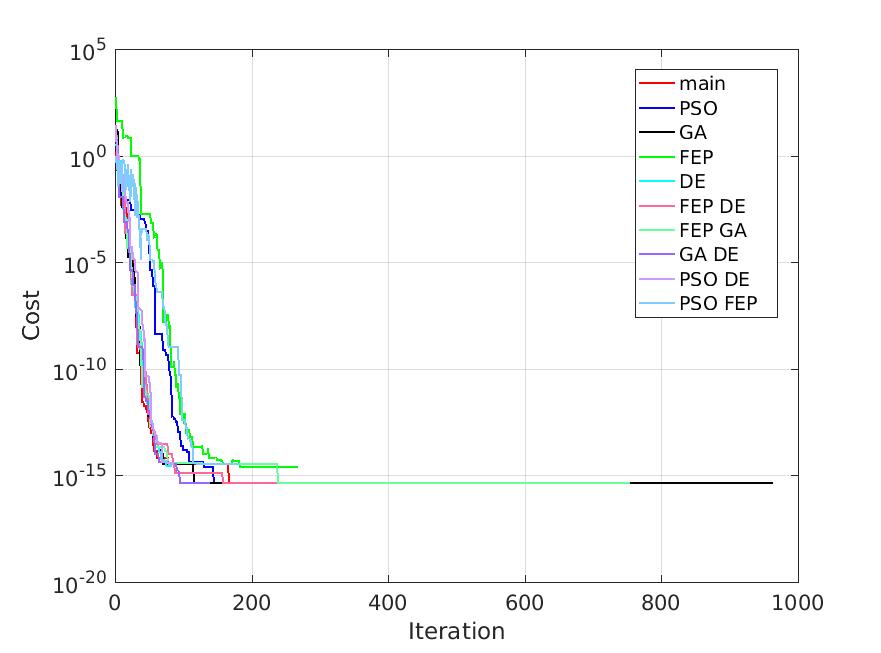 10^5
10^0
10^-5
10^-10
10^-15
10^-20
Cost
main
PSO
GA
FEP
DE
FEP DE
FEP GA
GA DE
PSO DE
PSO FEP
0 200 400 600 800 1000
Iteration